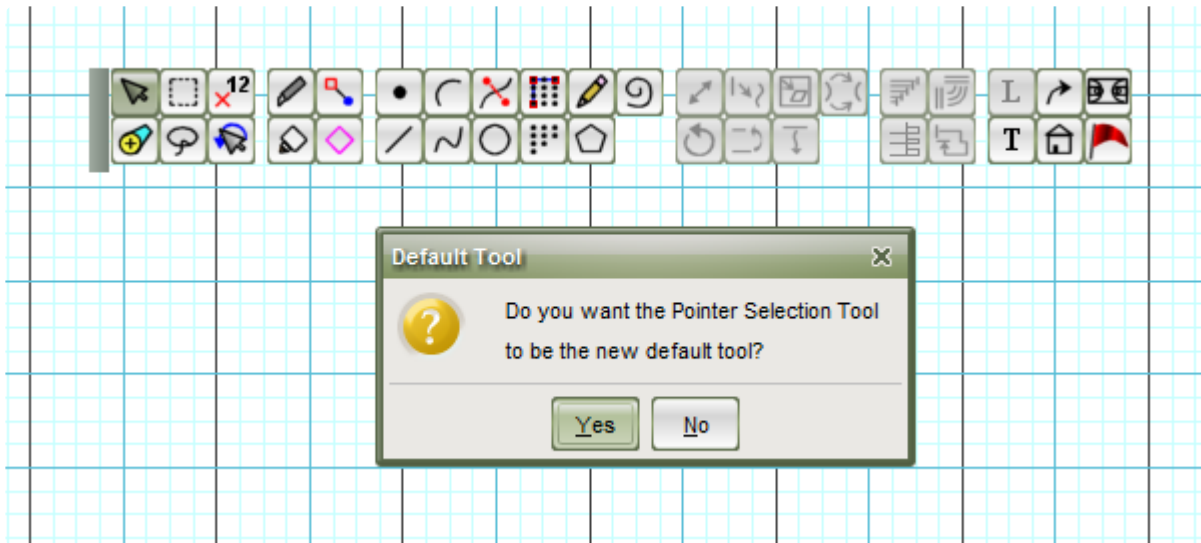 12
L
T
Default Tool
Do you want the Pointer Selection Tool
to be the new default tool?
Yes No